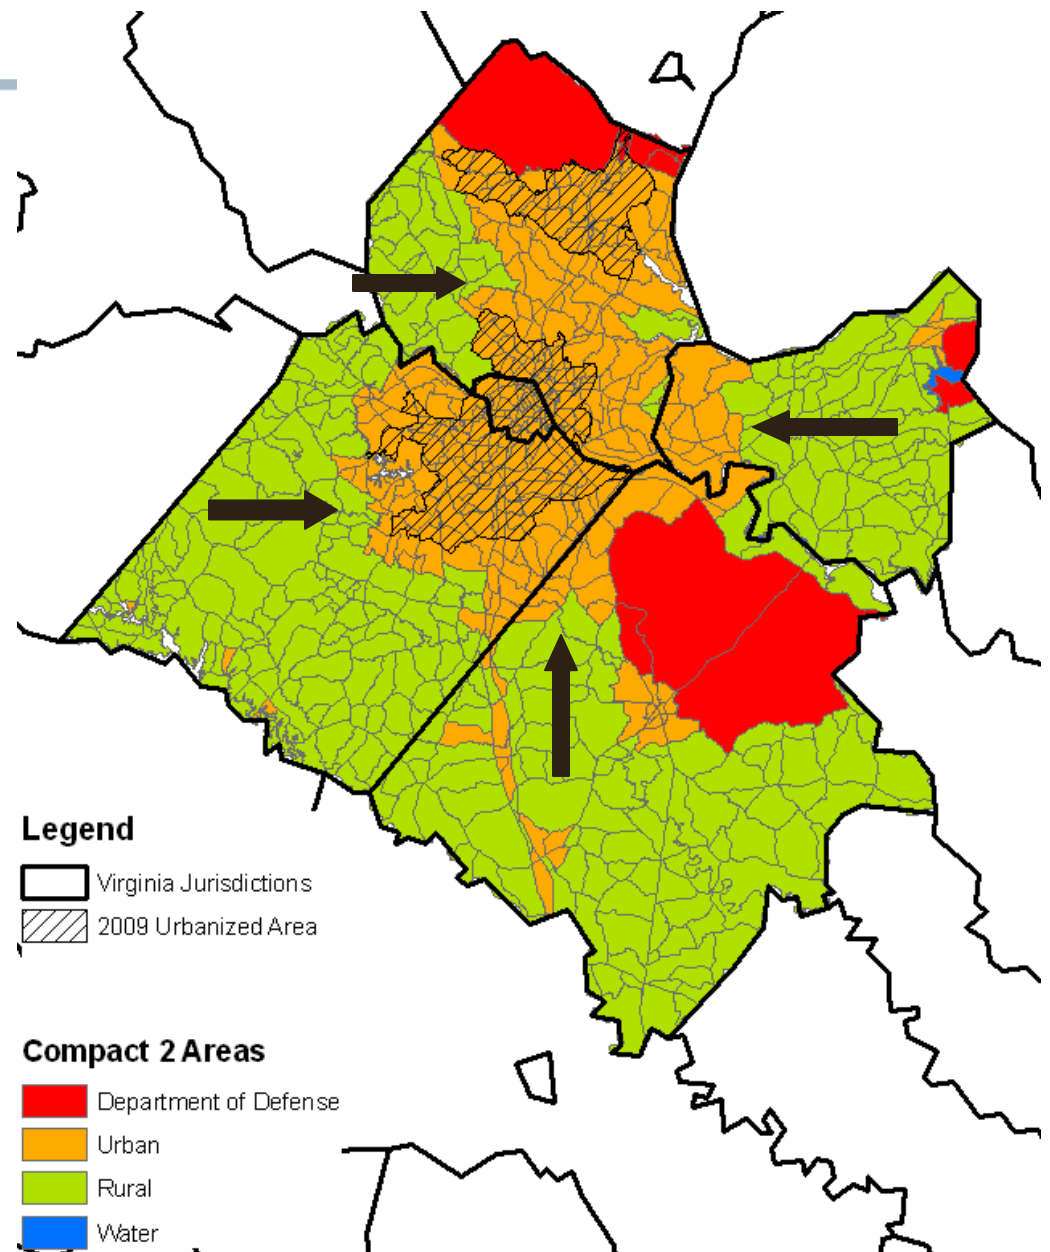 Legend
Virginia Jurisdictions
2009 Urbanized Area
Compact 2 Areas
Department of Defense
Urban
Rural
Water